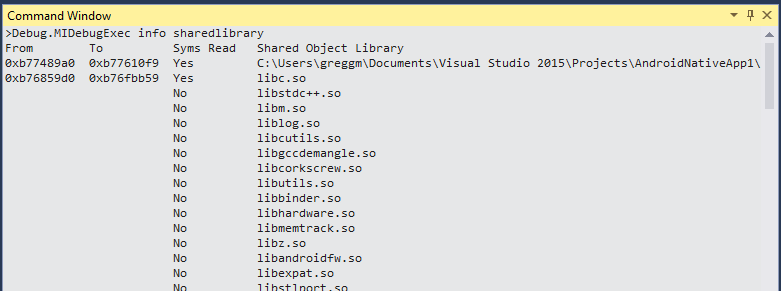 Command Window
>Debug.MIDebugExec info sharedlibrary
From        To          Syms Read   Shared Object Library
0xb77489a0  0xb77610f9  Yes         C:\Users\greggm\Documents\Visual Studio 2015\Projects\AndroidNativeApp1\
0xb76859d0  0xb76fbb59  Yes         libc.so
                        No          libstdc++.so
                        No          libm.so
                        No          liblog.so
                        No          libcutils.so
                        No          libgccdemangle.so
                        No          libcorkscrew.so
                        No          libutils.so
                        No          libbinder.so
                        No          libhardware.so
                        No          libmemtrack.so
                        No          libz.so
                        No          libandroidfw.so
                        No          libexpat.so
                        No          libstlport.so